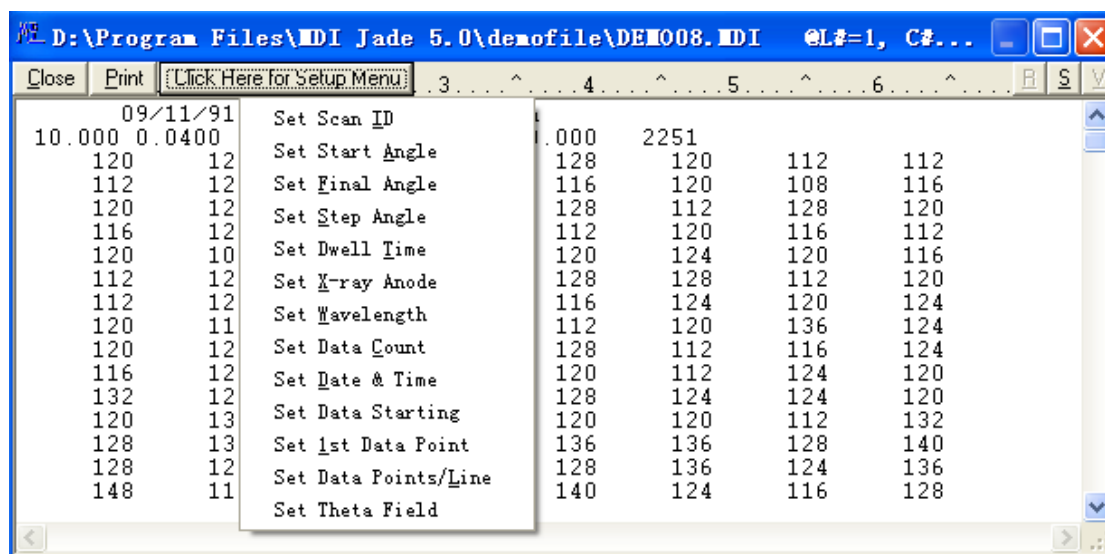 D:\Program Files\MDI Jade 5.0\demofile\DEMO08.MDI @L#=1, C#...
Close Print Click Here for Setup Menu . 3 . . . . ^ . . . . 4 . . . . ^ . . . . 5 . . . . ^ . . . . 6 . . . . ^ . . . . R S V
09/11/91
10.000 0.0400 .000 2251
120 12 128 120 112 112
112 12 116 120 108 116
120 12 128 112 128 120
116 12 112 120 116 112
120 10 120 124 120 116
112 12 128 128 112 120
112 12 116 124 120 124
120 11 112 120 136 124
120 12 128 112 116 124
116 12 120 112 124 120
132 12 128 124 124 120
120 13 120 120 112 132
128 13 136 136 128 140
128 12 128 136 124 136
148 11 140 124 116 128
Set Scan ID
Set Start Angle
Set Final Angle
Set Step Angle
Set Dwell Time
Set X-ray Anode
Set Wavelength
Set Data Count
Set Date & Time
Set Data Starting
Set 1st Data Point
Set Data Points/Line
Set Theta Field